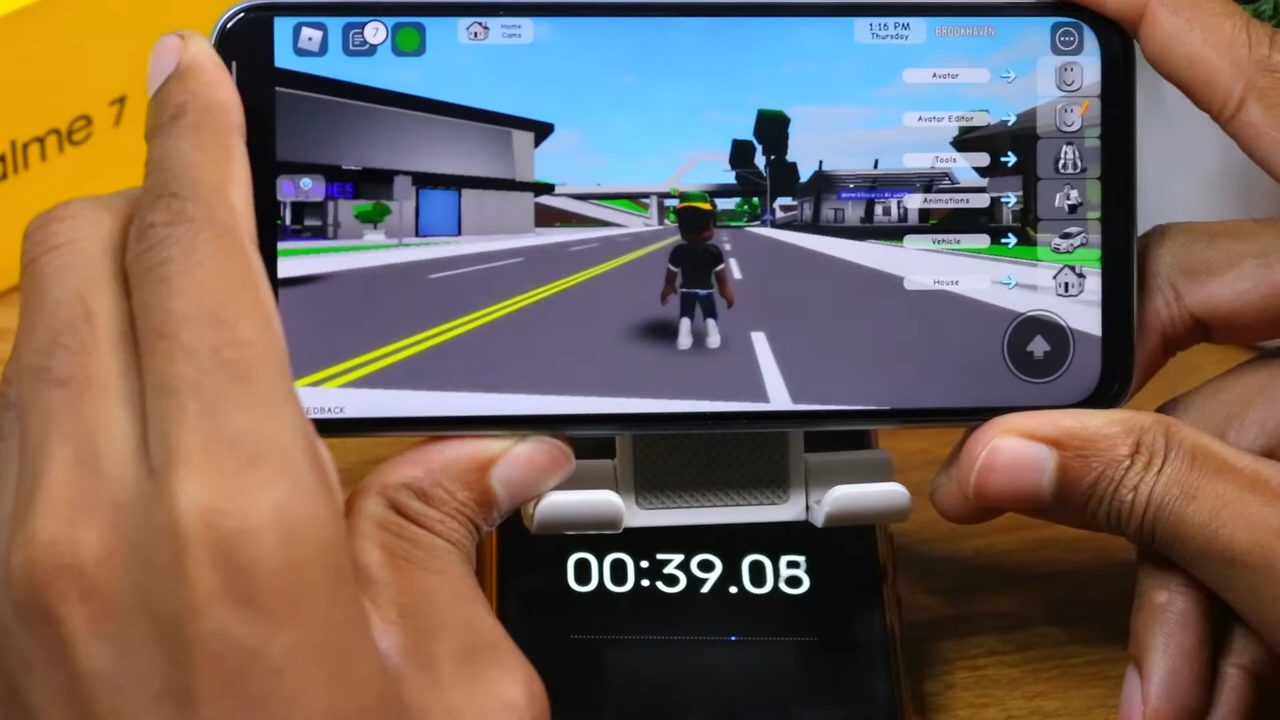 alme 7
7
Home
Cams
1:16 PM
Thursday
BROOKHAVEN
Avatar
Avatar Editor
Tools
Animations
Vehicle
House
EDBACK
00:39.08